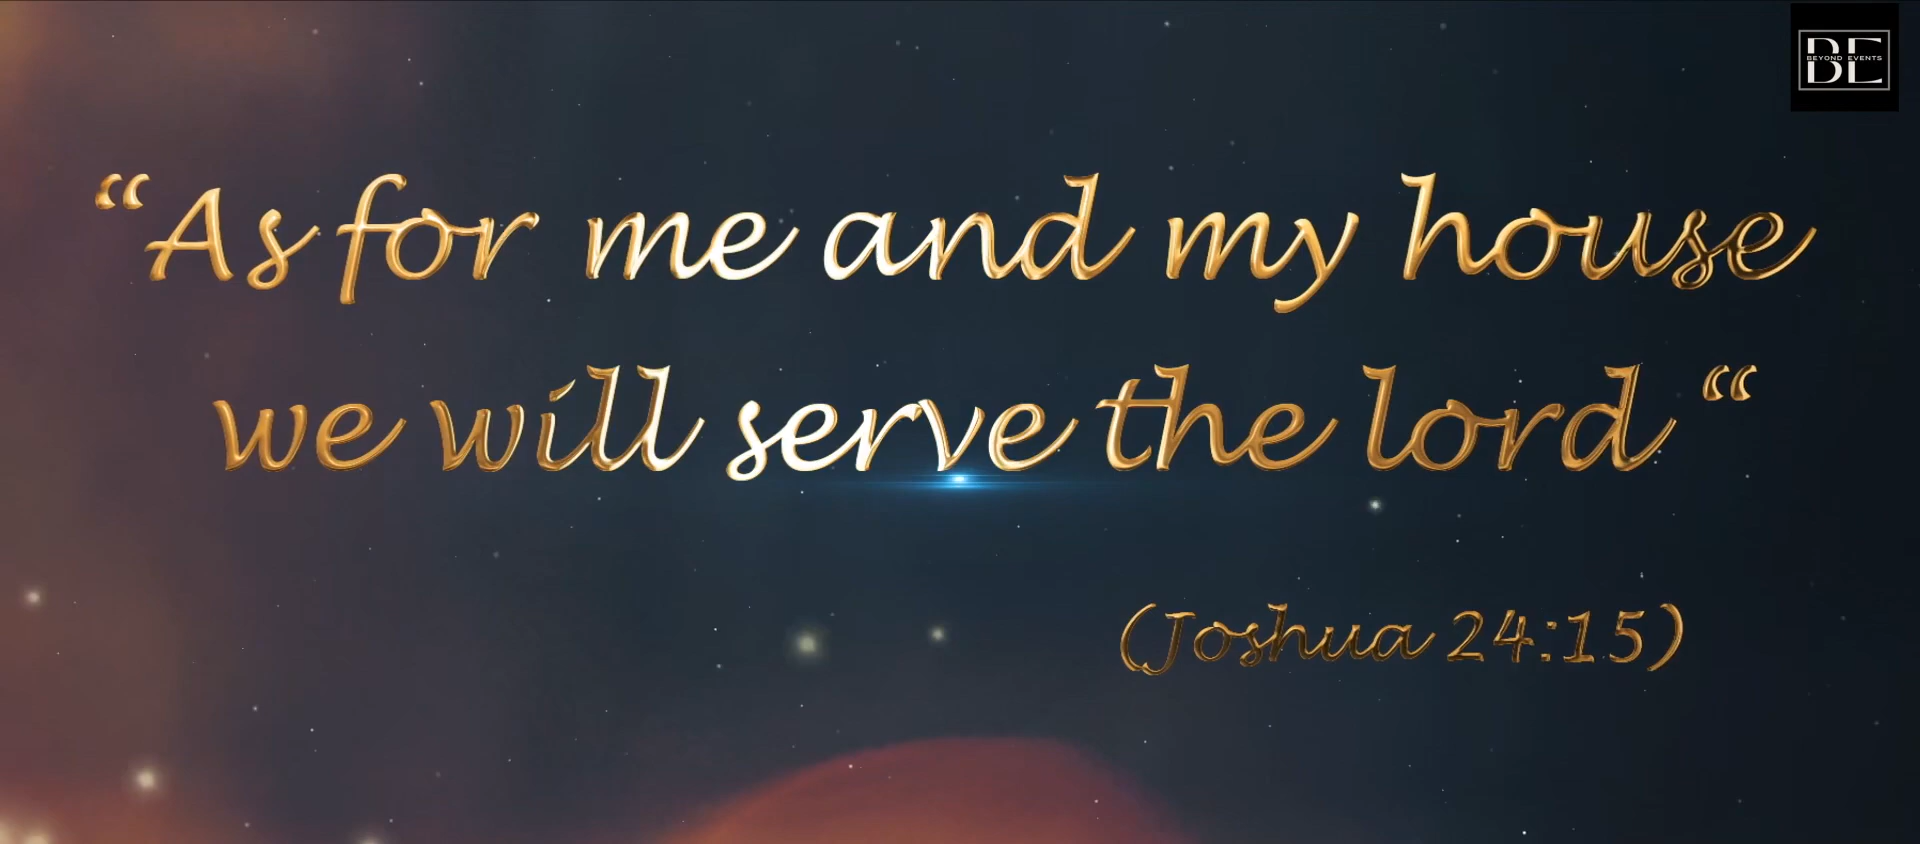 “As for me and my house
we will serve the lord “
(Joshua 24:15)
BE
BEYOND EVENTS